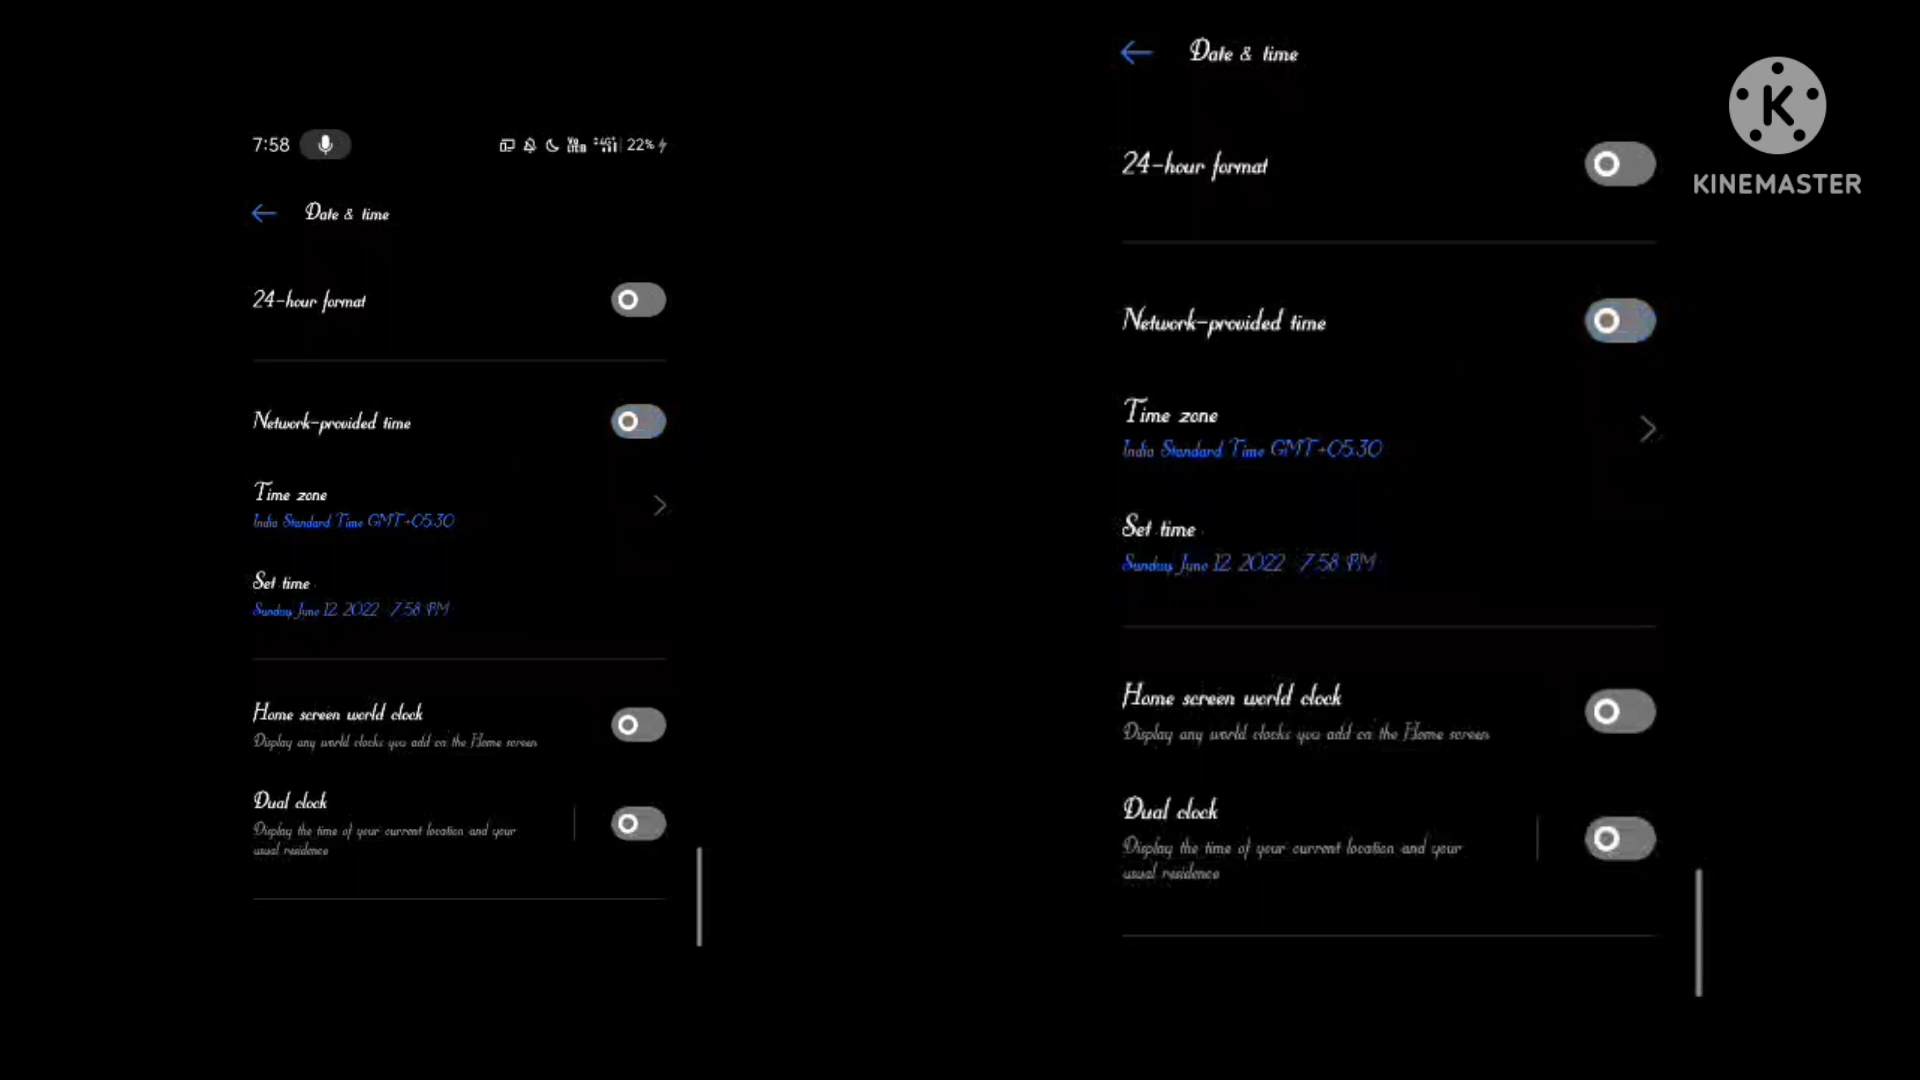 7:58
22%
Date & time
24-hour format
Network-provided time
Time zone
India Standard Time GMT+05:30
Set time
Sunday, June 12, 2022 7:58 PM
Home screen world clock
Display any world clocks you add on the Home screen
Dual clock
Display the time of your current location and your
usual residence
Date & time
24-hour format
Network-provided time
Time zone
India Standard Time GMT+05:30
Set time
Sunday, June 12, 2022 7:58 PM
Home screen world clock
Display any world clocks you add on the Home screen
Dual clock
Display the time of your current location and your
usual residence
K
KINEMASTER